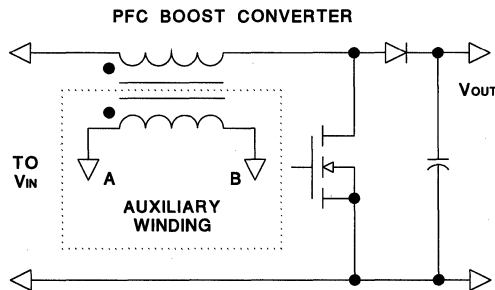 PFC BOOST CONVERTER
VOUT
TO
VIN
A
B
AUXILIARY
WINDING